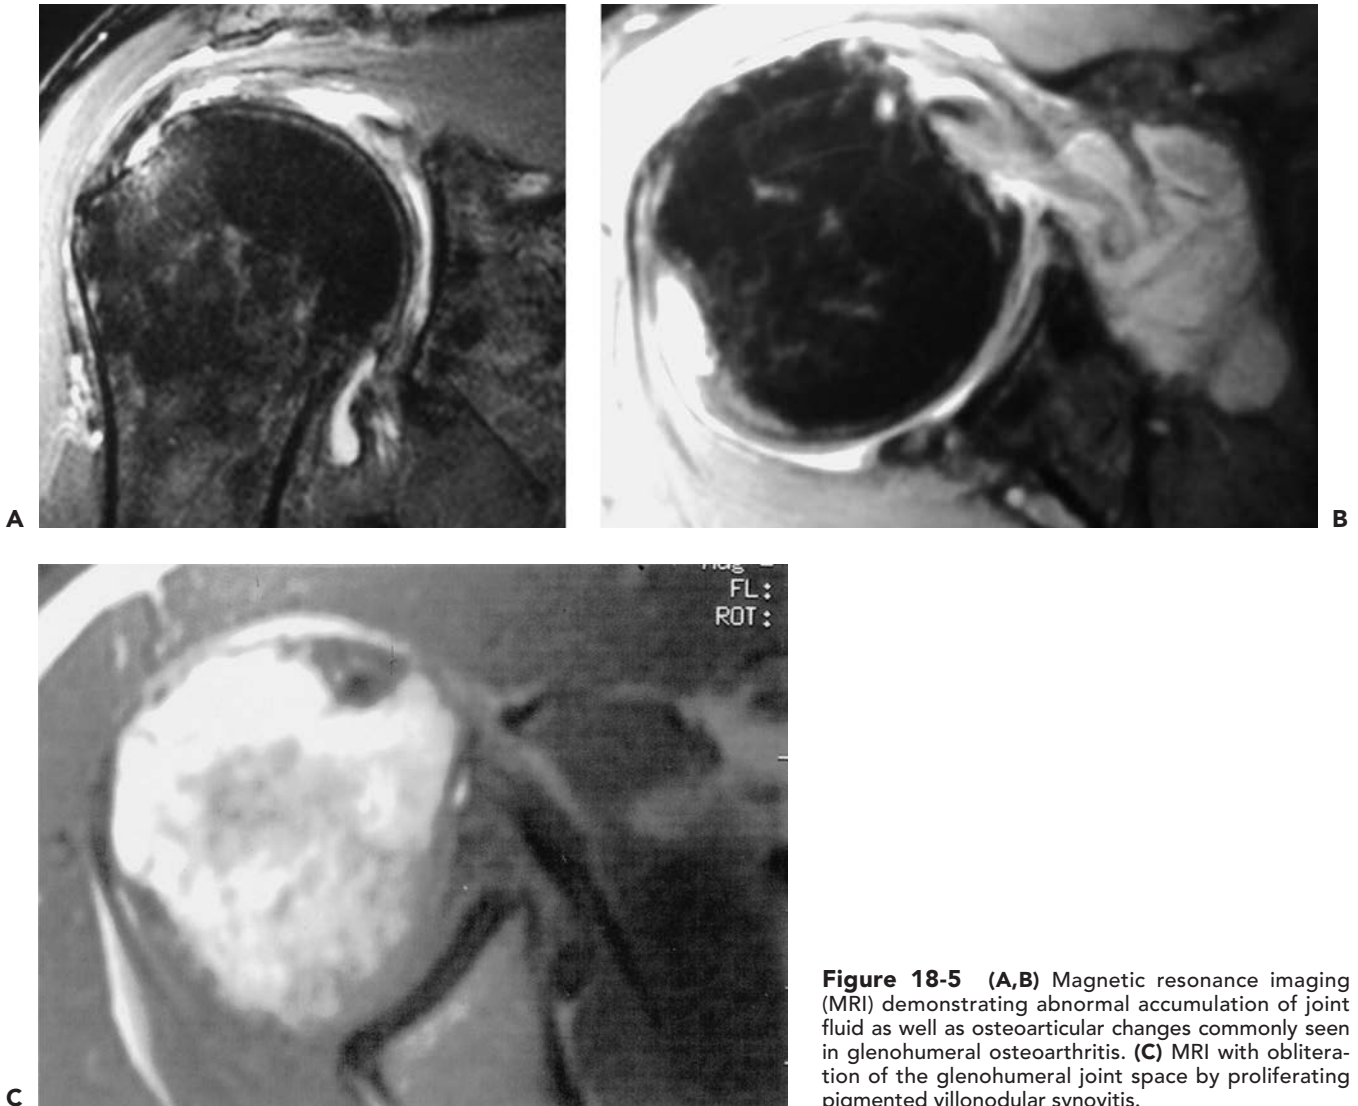 A
B
FL:
ROT:
C
Figure 18-5 (A,B) Magnetic resonance imaging
(MRI) demonstrating abnormal accumulation of joint
fluid as well as osteoarticular changes commonly seen
in glenohumeral osteoarthritis. (C) MRI with oblitera-
tion of the glenohumeral joint space by proliferating
pigmented villonodular synovitis.